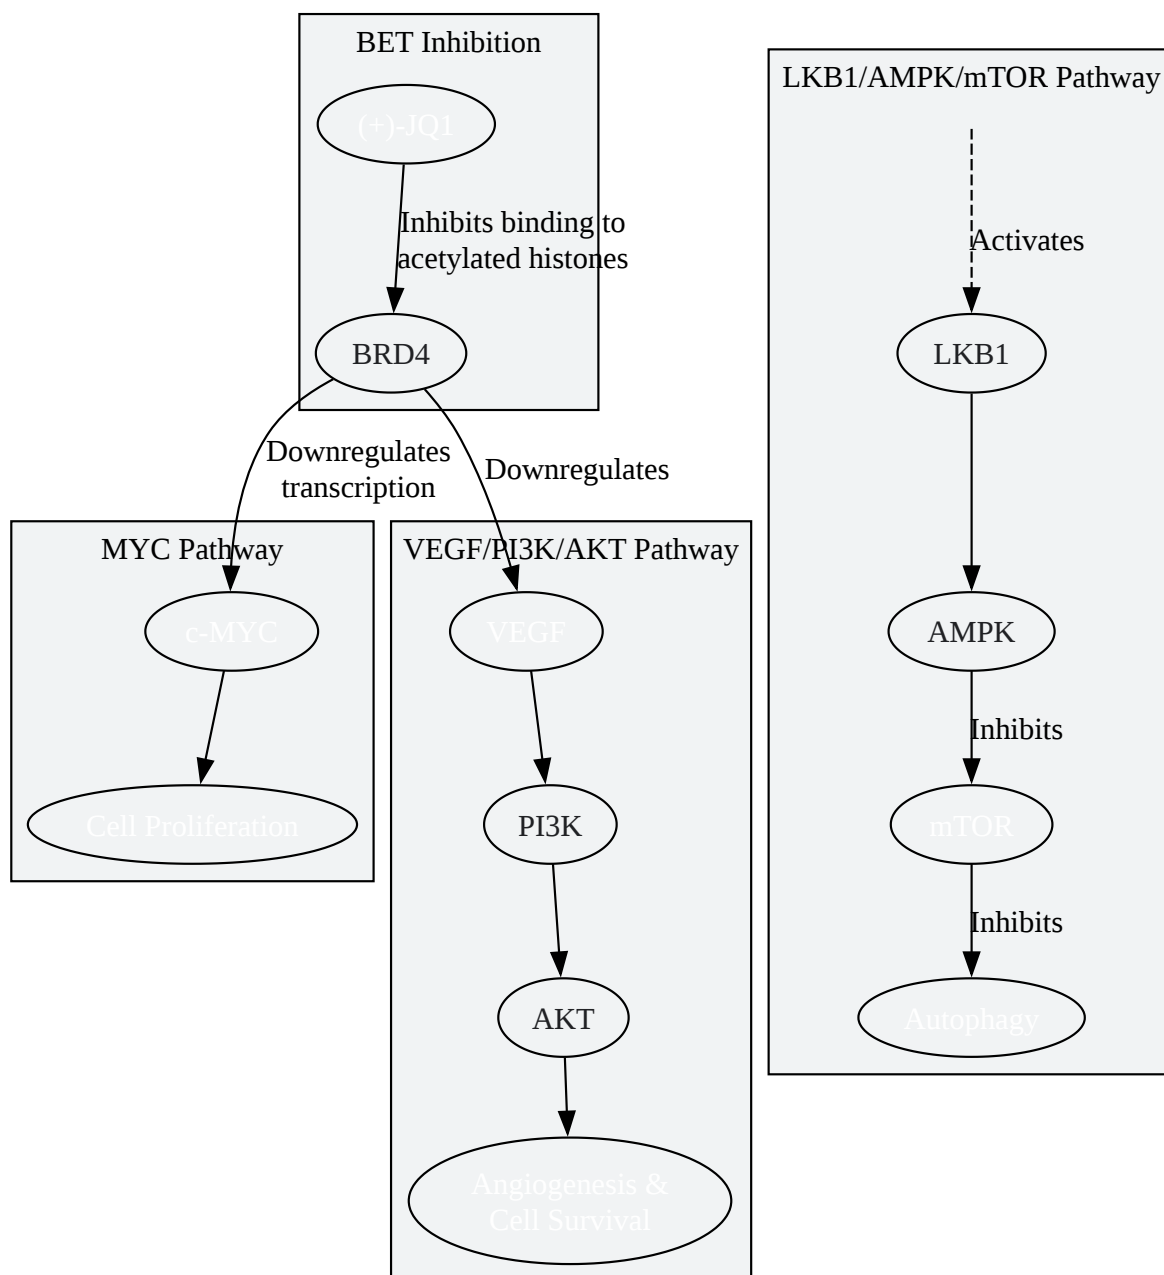 BET Inhibition
(+)-JQ1
Inhibits binding to
acetylated histones
BRD4
Downregulates
transcription
Downregulates
MYC Pathway
c-MYC
Cell Proliferation
VEGF/PI3K/AKT Pathway
VEGF
PI3K
AKT
Angiogenesis &
Cell Survival
LKB1/AMPK/mTOR Pathway
Activates
LKB1
AMPK
Inhibits
mTOR
Inhibits
Autophagy